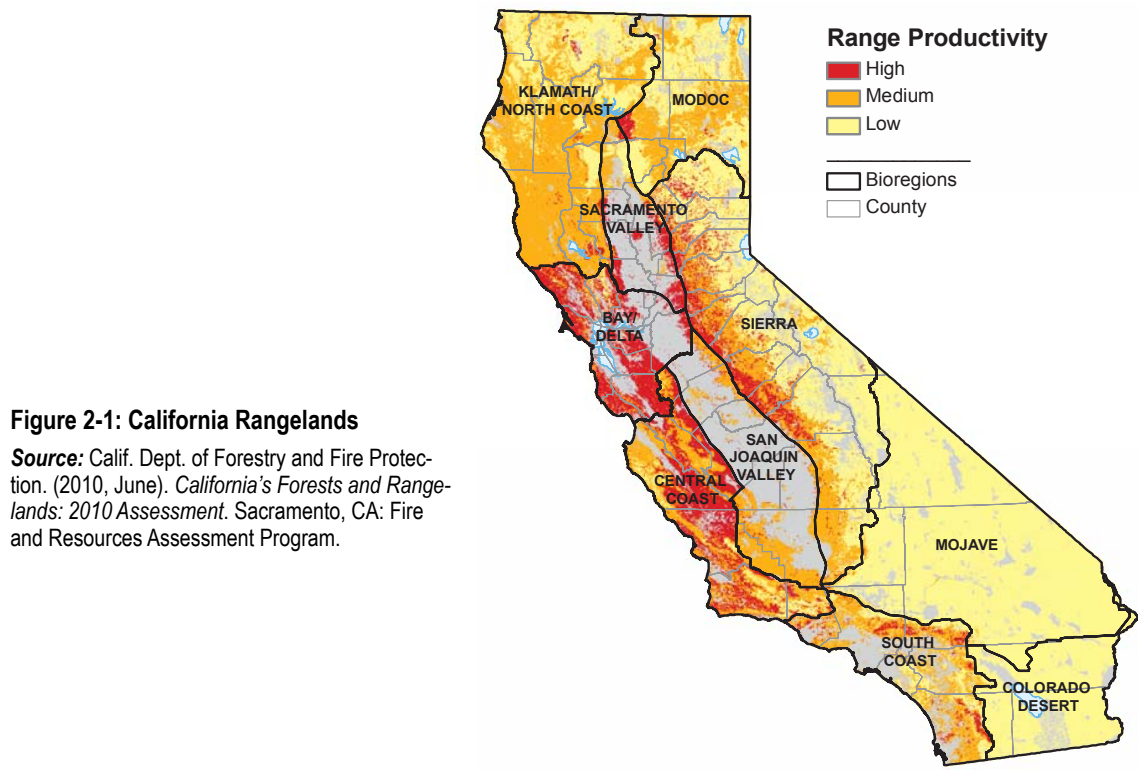 Range Productivity
High
Medium
Low
Bioregions
County
KLAMATH/
NORTH COAST
MODOC
SACRAMENTO
VALLEY
BAY/
DELTA
SIERRA
SAN
JOAQUIN
VALLEY
CENTRAL
COAST
MOJAVE
SOUTH
COAST
COLORADO
DESERT
Figure 2-1: California Rangelands
Source: Calif. Dept. of Forestry and Fire Protec-
tion. (2010, June). California's Forests and Range-
lands: 2010 Assessment. Sacramento, CA: Fire
and Resources Assessment Program.